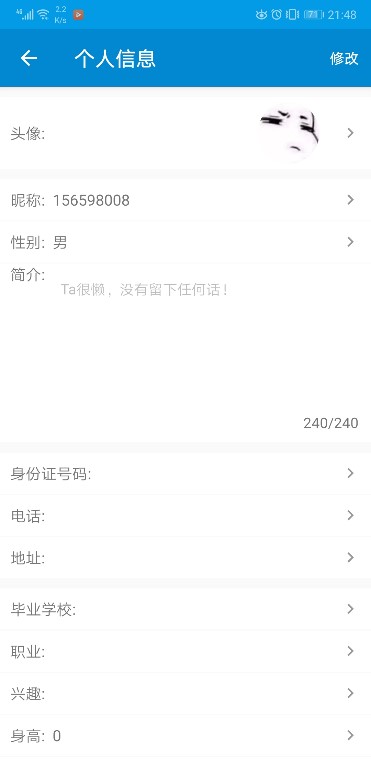 4G 2.2 K/s 71 21:48
个人信息 修改
头像:
昵称: 156598008
性别: 男
简介:
Ta很懒，没有留下任何话！
240/240
身份证号码:
电话:
地址:
毕业学校:
职业:
兴趣:
身高: 0